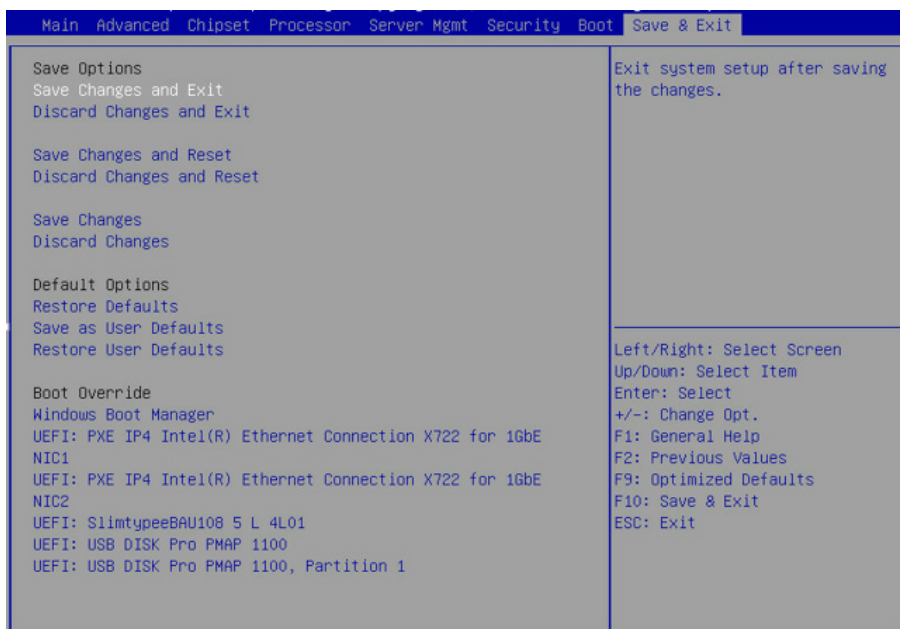 Main Advanced Chipset Processor Server Mgmt Security Boot Save & Exit
Save Options
Save Changes and Exit
Discard Changes and Exit
Save Changes and Reset
Discard Changes and Reset
Save Changes
Discard Changes
Default Options
Restore Defaults
Save as User Defaults
Restore User Defaults
Boot Override
Windows Boot Manager
UEFI: PXE IP4 Intel(R) Ethernet Connection X722 for 1GbE
NIC1
UEFI: PXE IP4 Intel(R) Ethernet Connection X722 for 1GbE
NIC2
UEFI: SlimtypeeBAU108 5 L 4L01
UEFI: USB DISK Pro PMAP 1100
UEFI: USB DISK Pro PMAP 1100, Partition 1
Exit system setup after saving
the changes.
Left/Right: Select Screen
Up/Down: Select Item
Enter: Select
+/-: Change Opt.
F1: General Help
F2: Previous Values
F9: Optimized Defaults
F10: Save & Exit
ESC: Exit